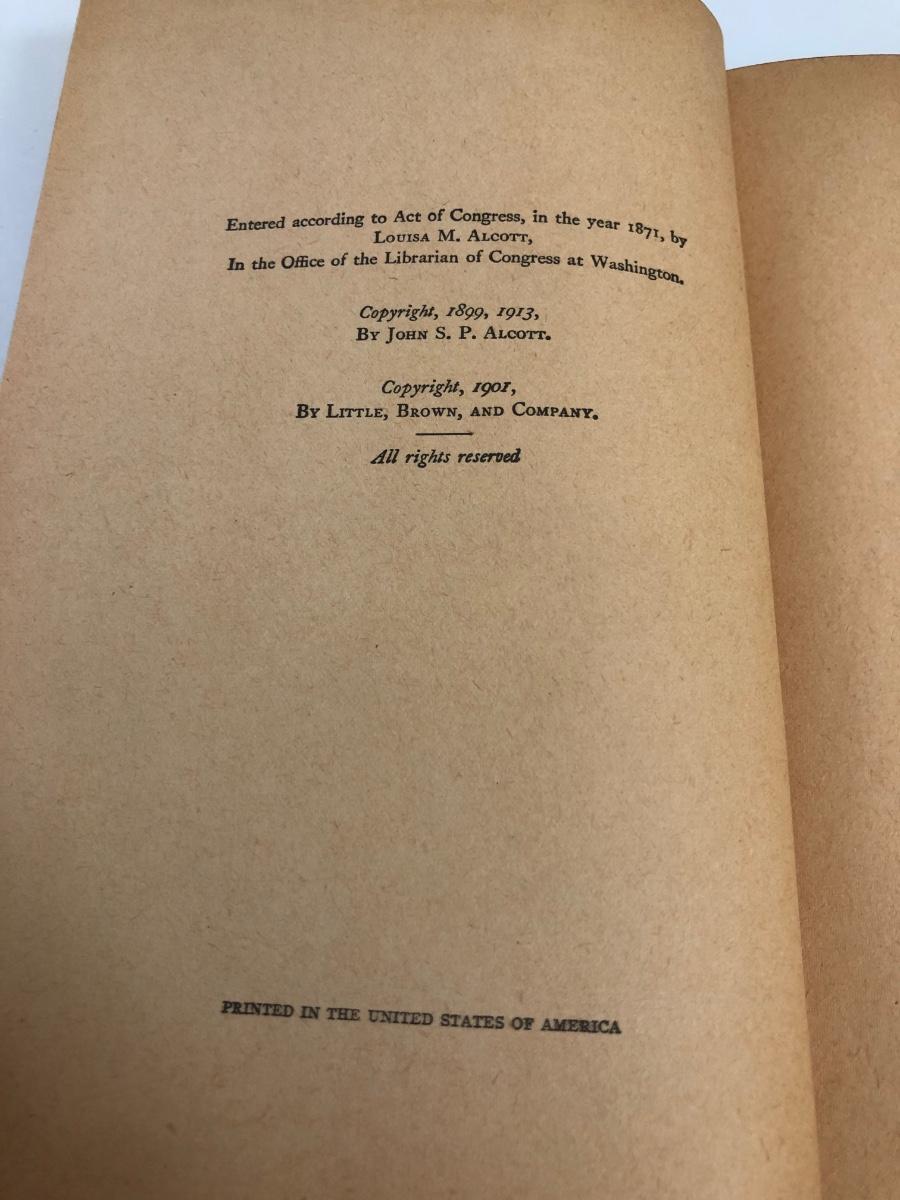 Entered according to Act of Congress, in the year 1871, by
Louisa M. Alcott,
In the Office of the Librarian of Congress at Washington.
Copyright, 1899, 1913,
By John S. P. Alcott.
Copyright, 1901,
By Little, Brown, and Company.
All rights reserved
PRINTED IN THE UNITED STATES OF AMERICA